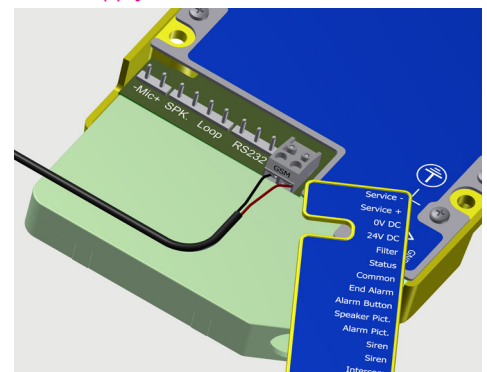 -Mic+ SPK. Loop RS232 GSM
Service -
Service +
0V DC
24V DC
Filter
Status
Common
End Alarm
Alarm Button
Speaker Pict.
Alarm Pict.
Siren
Siren